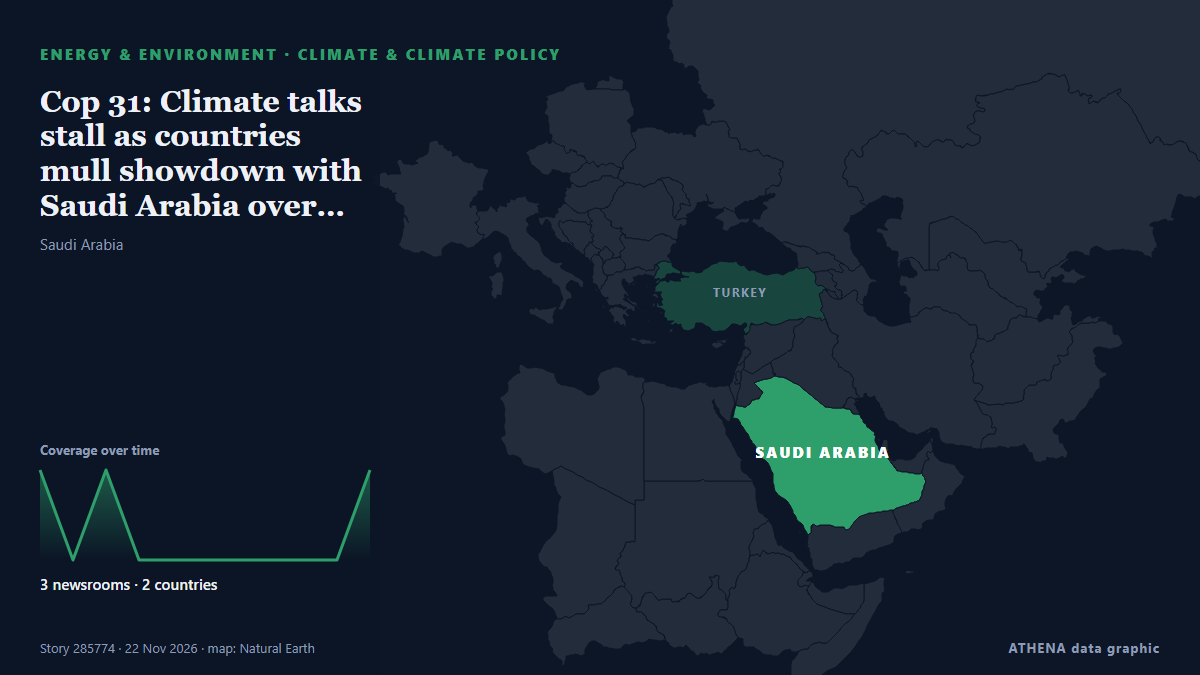 ENERGY & ENVIRONMENT · CLIMATE & CLIMATE POLICY
Cop 31: Climate talks
stall as countries
mull showdown with
Saudi Arabia over...
Saudi Arabia
TURKEY
SAUDI ARABIA
Coverage over time
3 newsrooms · 2 countries
Story 285774 · 22 Nov 2026 · map: Natural Earth
ATHENA data graphic